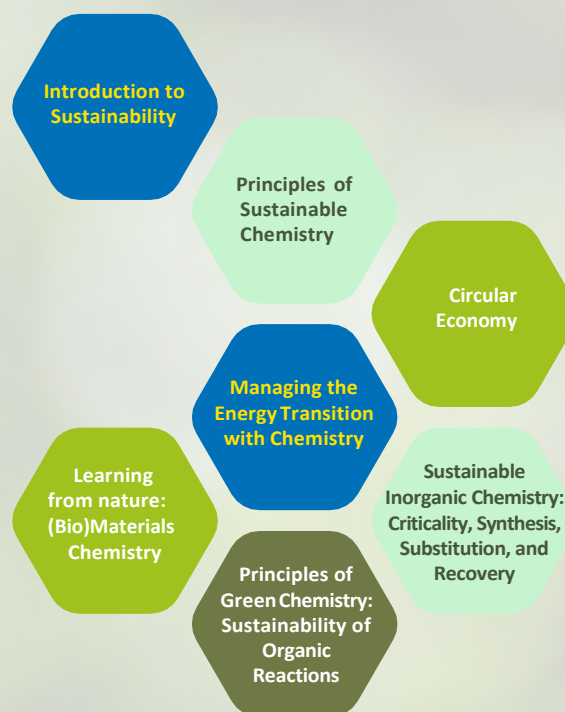 Introduction to
Sustainability
Principles of
Sustainable
Chemistry
Circular
Economy
Managing the
Energy Transition
with Chemistry
Learning
from nature:
(Bio)Materials
Chemistry
Sustainable
Inorganic Chemistry:
Criticality, Synthesis,
Substitution, and
Recovery
Principles of
Green Chemistry:
Sustainability of
Organic
Reactions